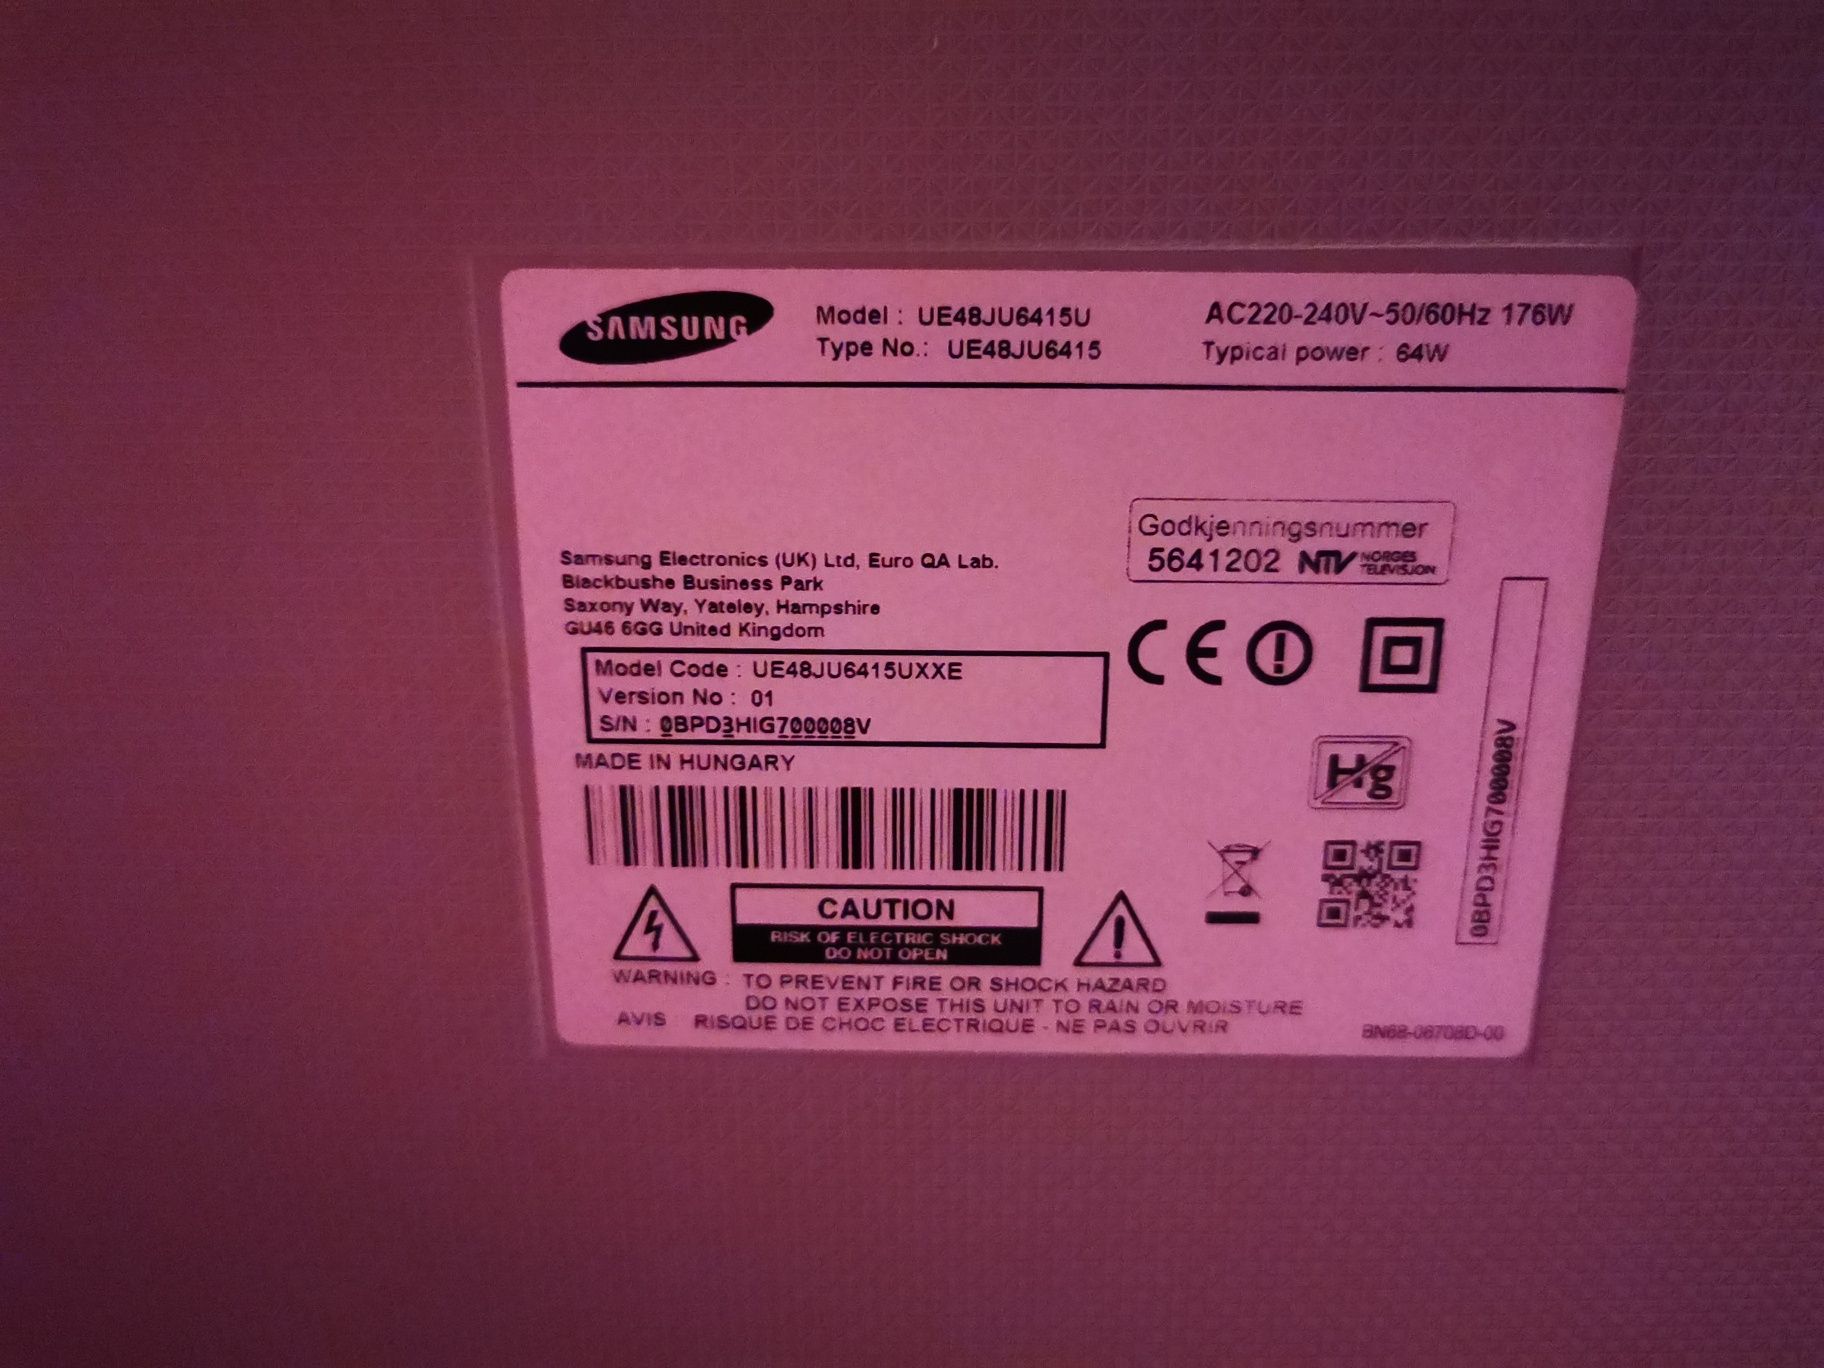 SAMSUNG
Model : UE48JU6415U
Type No.: UE48JU6415
AC220-240V~50/60Hz 176W
Typical power : 64W
Godkjenningsnummer
5641202 NTV NORGES TELEVISJON
Samsung Electronics (UK) Ltd, Euro QA Lab.
Blackbushe Business Park
Saxony Way, Yateley, Hampshire
GU46 6GG United Kingdom
Model Code : UE48JU6415UXXE
Version No : 01
S/N : 0BPD3HIG700008V
MADE IN HUNGARY
CE
Hg
0BPD3HIG700008V
CAUTION
RISK OF ELECTRIC SHOCK
DO NOT OPEN
WARNING : TO PREVENT FIRE OR SHOCK HAZARD
DO NOT EXPOSE THIS UNIT TO RAIN OR MOISTURE
AVIS RISQUE DE CHOC ELECTRIQUE - NE PAS OUVRIR
BN68-06708D-00